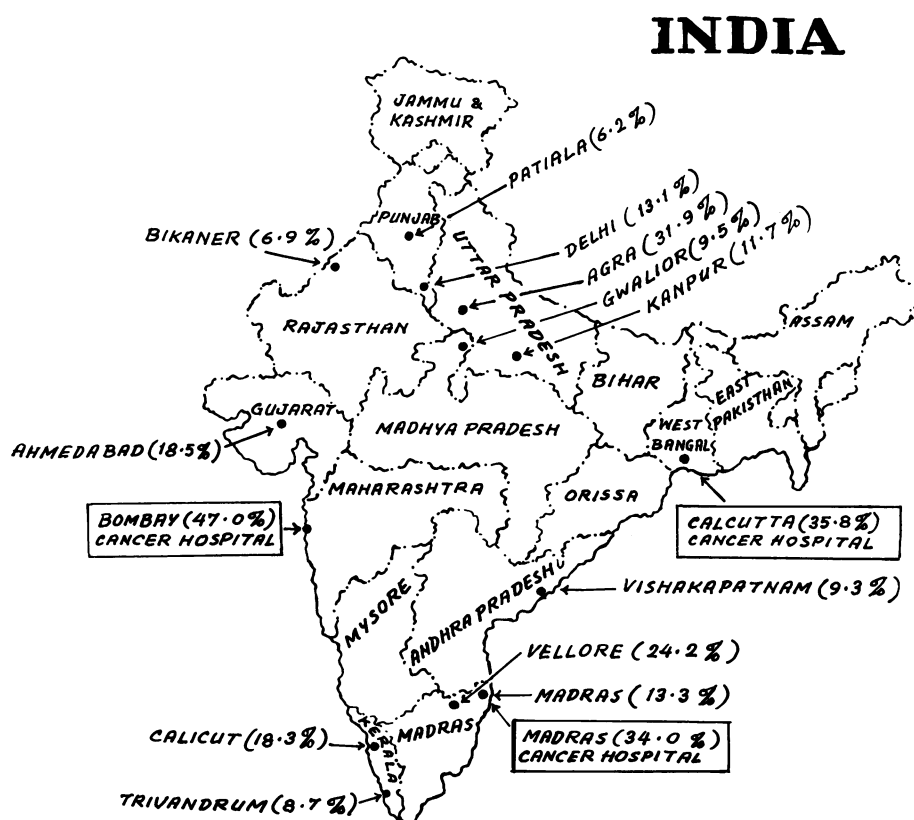 INDIA
JAMMU &
KASHMIR
PATIALA (6.2%)
PUNJAB
BIKANER (6.9%)
DELHI (13.1%)
AGRA (31.9%)
GWALIOR (9.5%)
KANPUR (11.7%)
UTTAR PRADESH
RAJASTHAN
ASSAM
BIHAR
EAST
PAKISTHAN
GUJARAT
WEST
BANGAL
MADHYA PRADESH
AHMEDABAD (18.5%)
MAHARASHTRA
ORISSA
BOMBAY (47.0%)
CANCER HOSPITAL
CALCUTTA (35.8%)
CANCER HOSPITAL
MYSORE
ANDHRA PRADESH
VISHAKAPATNAM (9.3%)
VELLORE (24.2%)
MADRAS (13.3%)
KERALA
MADRAS
CALICUT (18.3%)
MADRAS (34.0%)
CANCER HOSPITAL
TRIVANDRUM (8.7%)